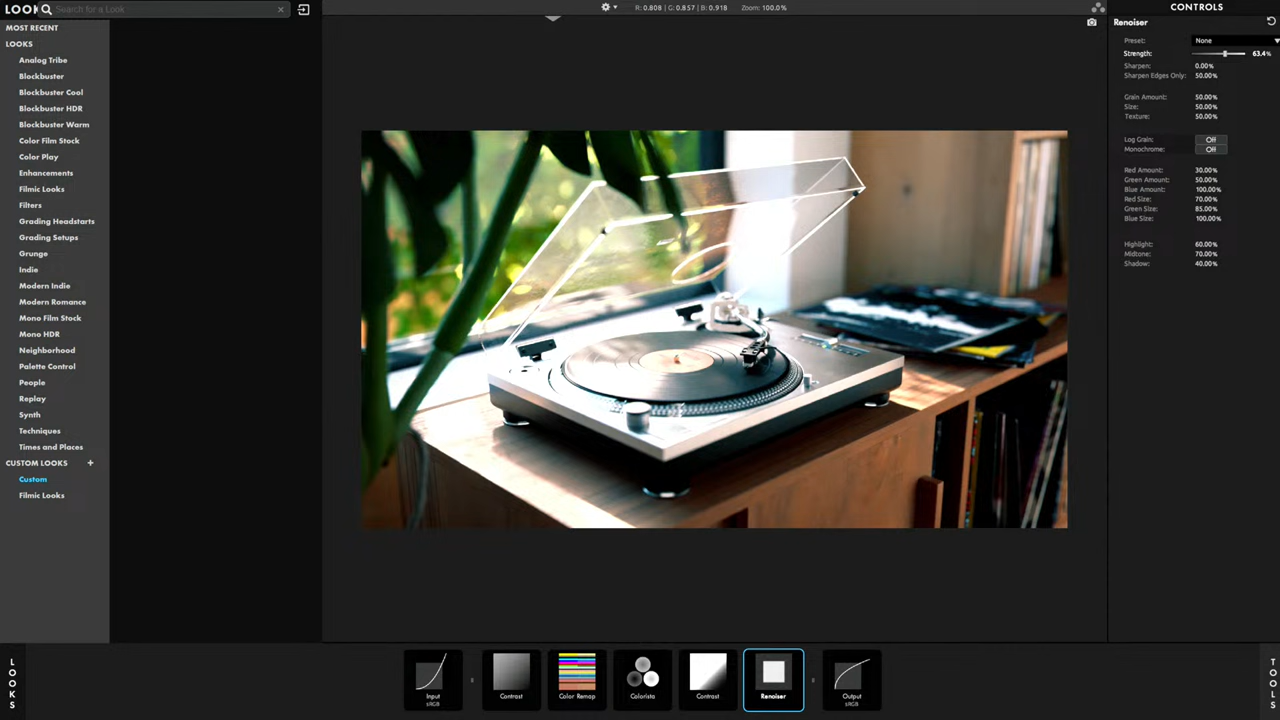 LOOK
Search for a Look
R: 0.808 | G: 0.857 | B: 0.918 Zoom: 100.0%
CONTROLS
MOST RECENT
LOOKS
Analog Tribe
Blockbuster
Blockbuster Cool
Blockbuster HDR
Blockbuster Warm
Color Film Stock
Color Play
Enhancements
Filmic Looks
Filters
Grading Headstarts
Grading Setups
Grunge
Indie
Modern Indie
Modern Romance
Mono Film Stock
Mono HDR
Neighborhood
Palette Control
People
Replay
Synth
Techniques
Times and Places
CUSTOM LOOKS +
Custom
Filmic Looks
Renoiser
Preset: None
Strength: 63.4%
Sharpen: 0.00%
Sharpen Edges Only: 50.00%
Grain Amount: 50.00%
Size: 50.00%
Texture: 50.00%
Log Grain: Off
Monochrome: Off
Red Amount: 30.00%
Green Amount: 50.00%
Blue Amount: 100.00%
Red Size: 70.00%
Green Size: 85.00%
Blue Size: 100.00%
Highlight: 60.00%
Midtone: 70.00%
Shadow: 40.00%
LOOKS
Input
sRGB
Contrast
Color Remap
Colorista
Contrast
Renoiser
Output
sRGB
TOOLS